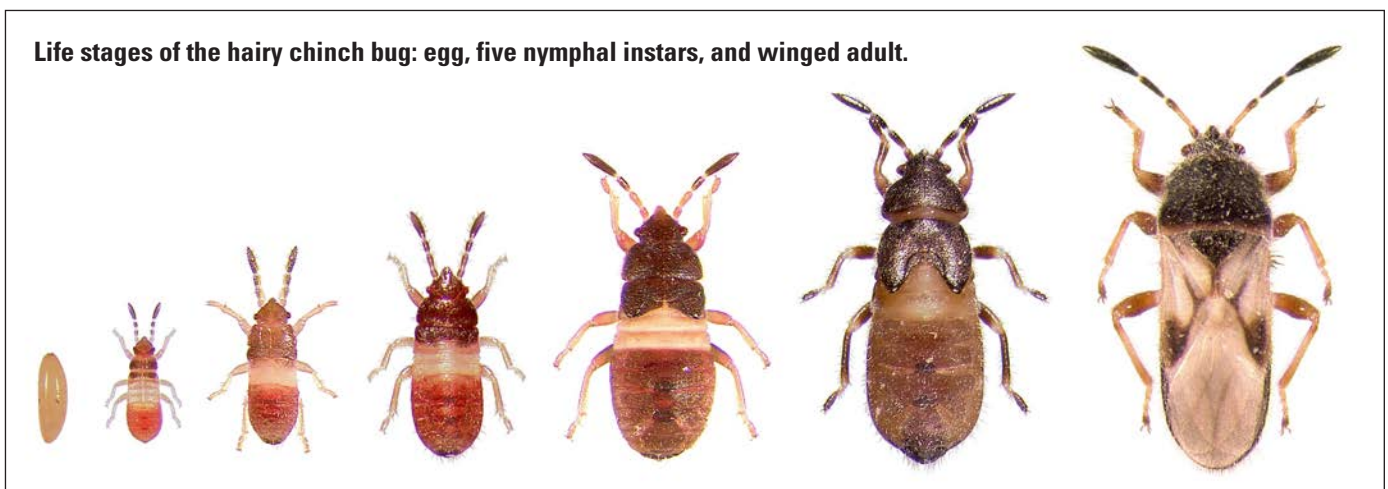 Life stages of the hairy chinch bug: egg, five nymphal instars, and winged adult.